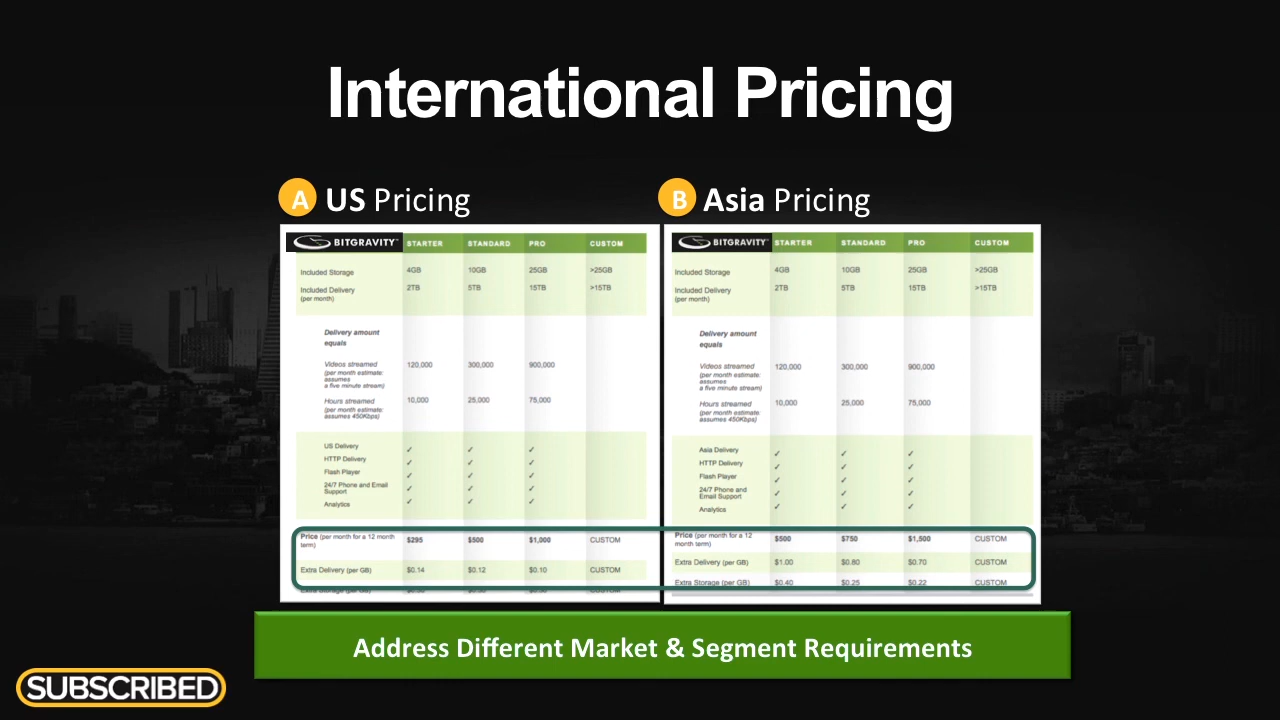 International Pricing
A US Pricing
BITGRAVITY STARTER STANDARD PRO CUSTOM
Included Storage 4GB 10GB 25GB >25GB
Included Delivery 2TB 5TB 15TB >15TB
(per month)
Delivery amount
equals
Videos streamed 120,000 300,000 900,000
(per month estimate:
assumes
a five minute stream)
Hours streamed 10,000 25,000 75,000
(per month estimate:
assumes 450Kbps)
US Delivery ✓ ✓ ✓
HTTP Delivery ✓ ✓ ✓
Flash Player ✓ ✓ ✓
24/7 Phone and Email ✓ ✓ ✓
Support
Analytics ✓ ✓ ✓
Price (per month for a 12 month $295 $500 $1,000 CUSTOM
term)
Extra Delivery (per GB) $0.14 $0.12 $0.10 CUSTOM
B Asia Pricing
BITGRAVITY STARTER STANDARD PRO CUSTOM
Included Storage 4GB 10GB 25GB >25GB
Included Delivery 2TB 5TB 15TB >15TB
(per month)
Delivery amount
equals
Videos streamed 120,000 300,000 900,000
(per month estimate:
assumes
a five minute stream)
Hours streamed 10,000 25,000 75,000
(per month estimate:
assumes 450Kbps)
Asia Delivery ✓ ✓ ✓
HTTP Delivery ✓ ✓ ✓
Flash Player ✓ ✓ ✓
24/7 Phone and ✓ ✓ ✓
Email Support
Analytics ✓ ✓ ✓
Price (per month for a 12 $500 $750 $1,500 CUSTOM
month term)
Extra Delivery (per GB) $1.00 $0.80 $0.70 CUSTOM
Extra Storage (per GB) $0.40 $0.25 $0.22 CUSTOM
Address Different Market & Segment Requirements
SUBSCRIBED